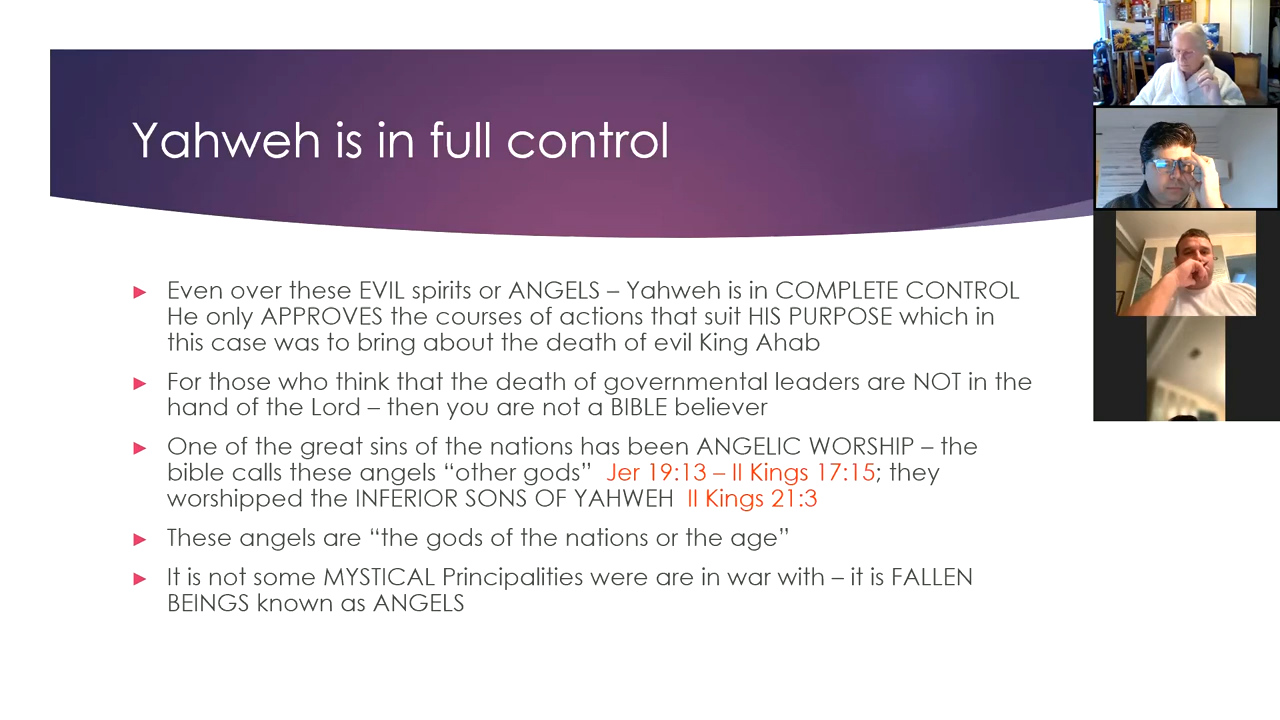 Yahweh is in full control
► Even over these EVIL spirits or ANGELS – Yahweh is in COMPLETE CONTROL
He only APPROVES the courses of actions that suit HIS PURPOSE which in
this case was to bring about the death of evil King Ahab
► For those who think that the death of governmental leaders are NOT in the
hand of the Lord – then you are not a BIBLE believer
► One of the great sins of the nations has been ANGELIC WORSHIP – the
bible calls these angels “other gods”  Jer 19:13 – II Kings 17:15; they
worshipped the INFERIOR SONS OF YAHWEH  II Kings 21:3
► These angels are “the gods of the nations or the age”
► It is not some MYSTICAL Principalities were are in war with – it is FALLEN
BEINGS known as ANGELS